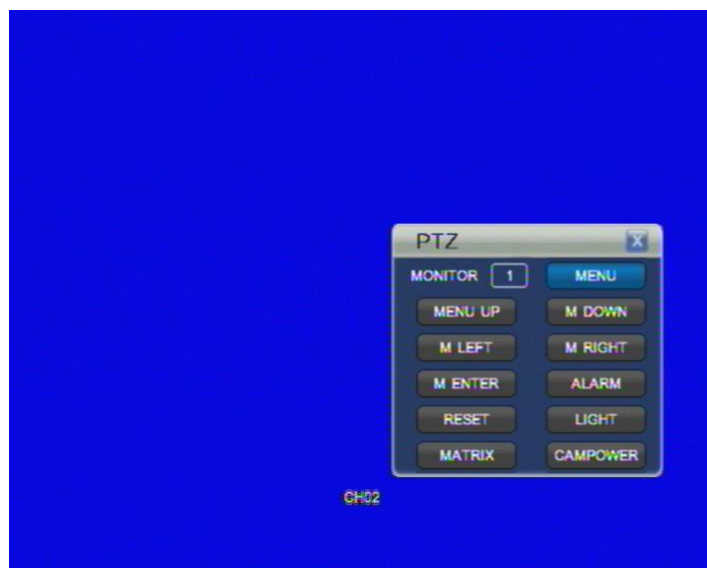 PTZ X
MONITOR 1 MENU
MENU UP M DOWN
M LEFT M RIGHT
M ENTER ALARM
RESET LIGHT
MATRIX CAMPOWER
CH02